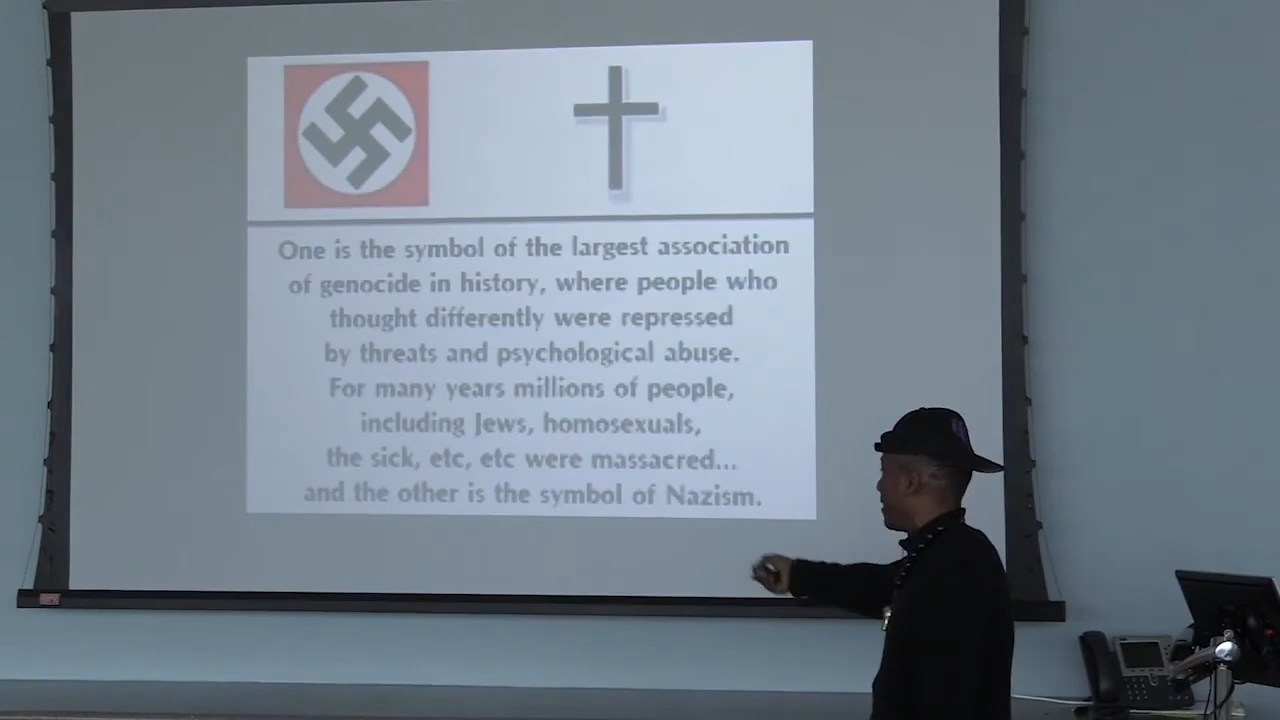 One is the symbol of the largest association
of genocide in history, where people who
thought differently were repressed
by threats and psychological abuse.
For many years millions of people,
including Jews, homosexuals,
the sick, etc, etc were massacred...
and the other is the symbol of Nazism.